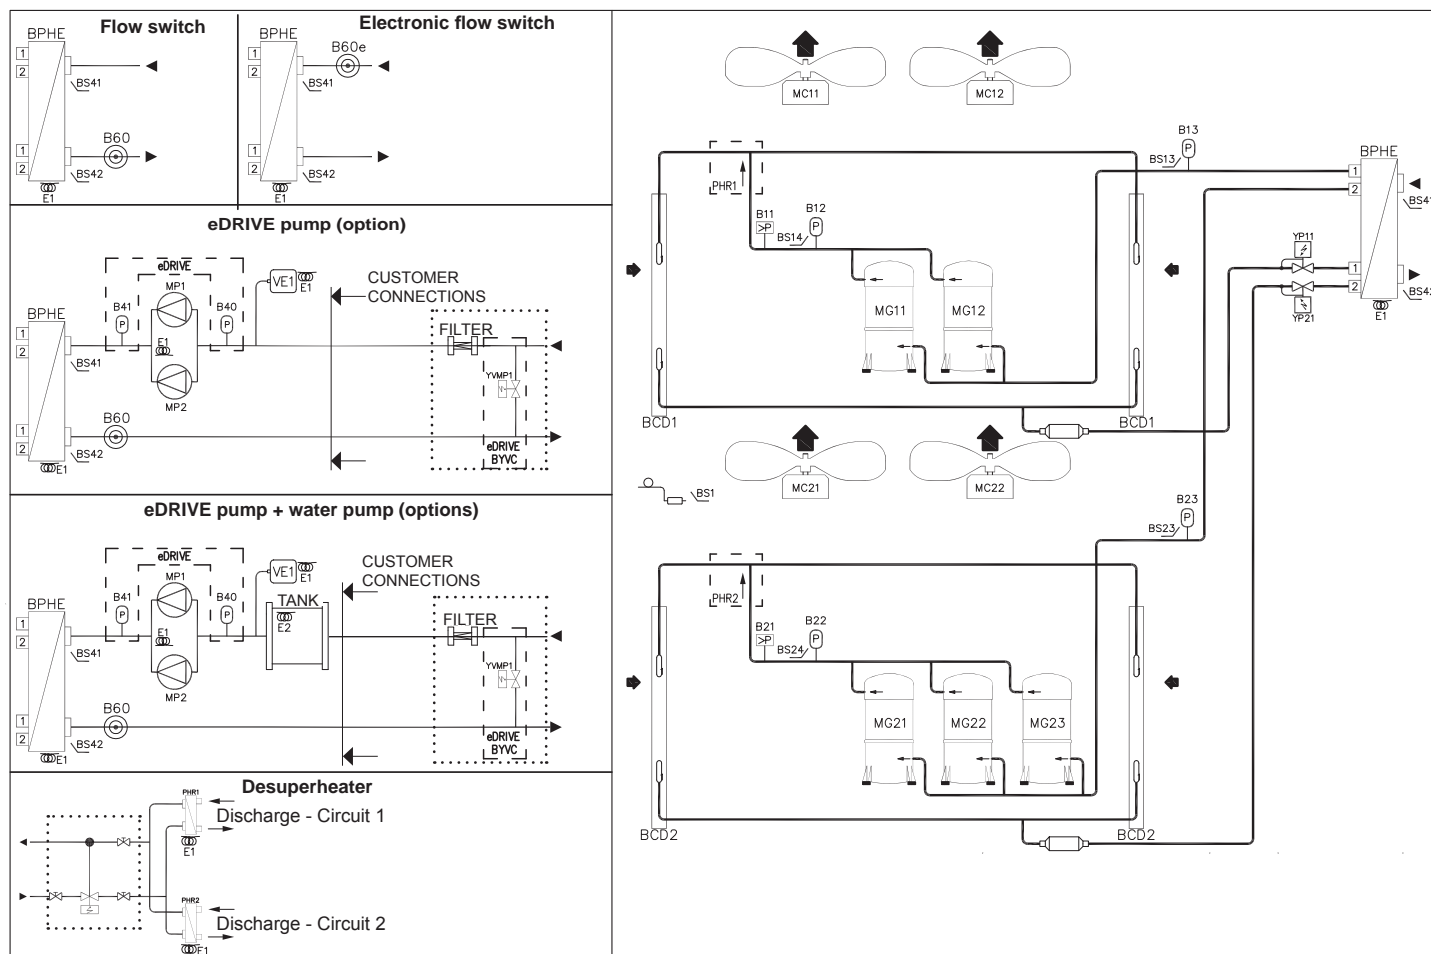 Flow switch
BPHE
1
2
BS41
B60
1
2
BS42
E1
Electronic flow switch
BPHE
B60e
1
2
BS41
1
2
BS42
E1
eDRIVE pump (option)
eDRIVE
MP1
B41
P
B40
P
VE1
E1
CUSTOMER
CONNECTIONS
BPHE
1
2
BS41
E1
MP2
FILTER
YVMP1
B60
1
2
BS42
E1
eDRIVE
BYVC
eDRIVE pump + water pump (options)
eDRIVE
MP1
B41
P
B40
P
VE1
E1
CUSTOMER
CONNECTIONS
TANK
E2
BPHE
1
2
BS41
E1
MP2
FILTER
YVMP1
B60
1
2
BS42
E1
eDRIVE
BYVC
Desuperheater
PHR1
Discharge - Circuit 1
E1
PHR2
Discharge - Circuit 2
E1
MC11
MC12
B13
P
BS13
BPHE
1
2
BS41
PHR1
B11
>P
B12
P
BS14
YP11
1
2
BS42
YP21
E1
MG11
MG12
BCD1
BCD1
MC21
MC22
BS1
B23
P
BS23
PHR2
B21
>P
B22
P
BS24
MG21
MG22
MG23
BCD2
BCD2